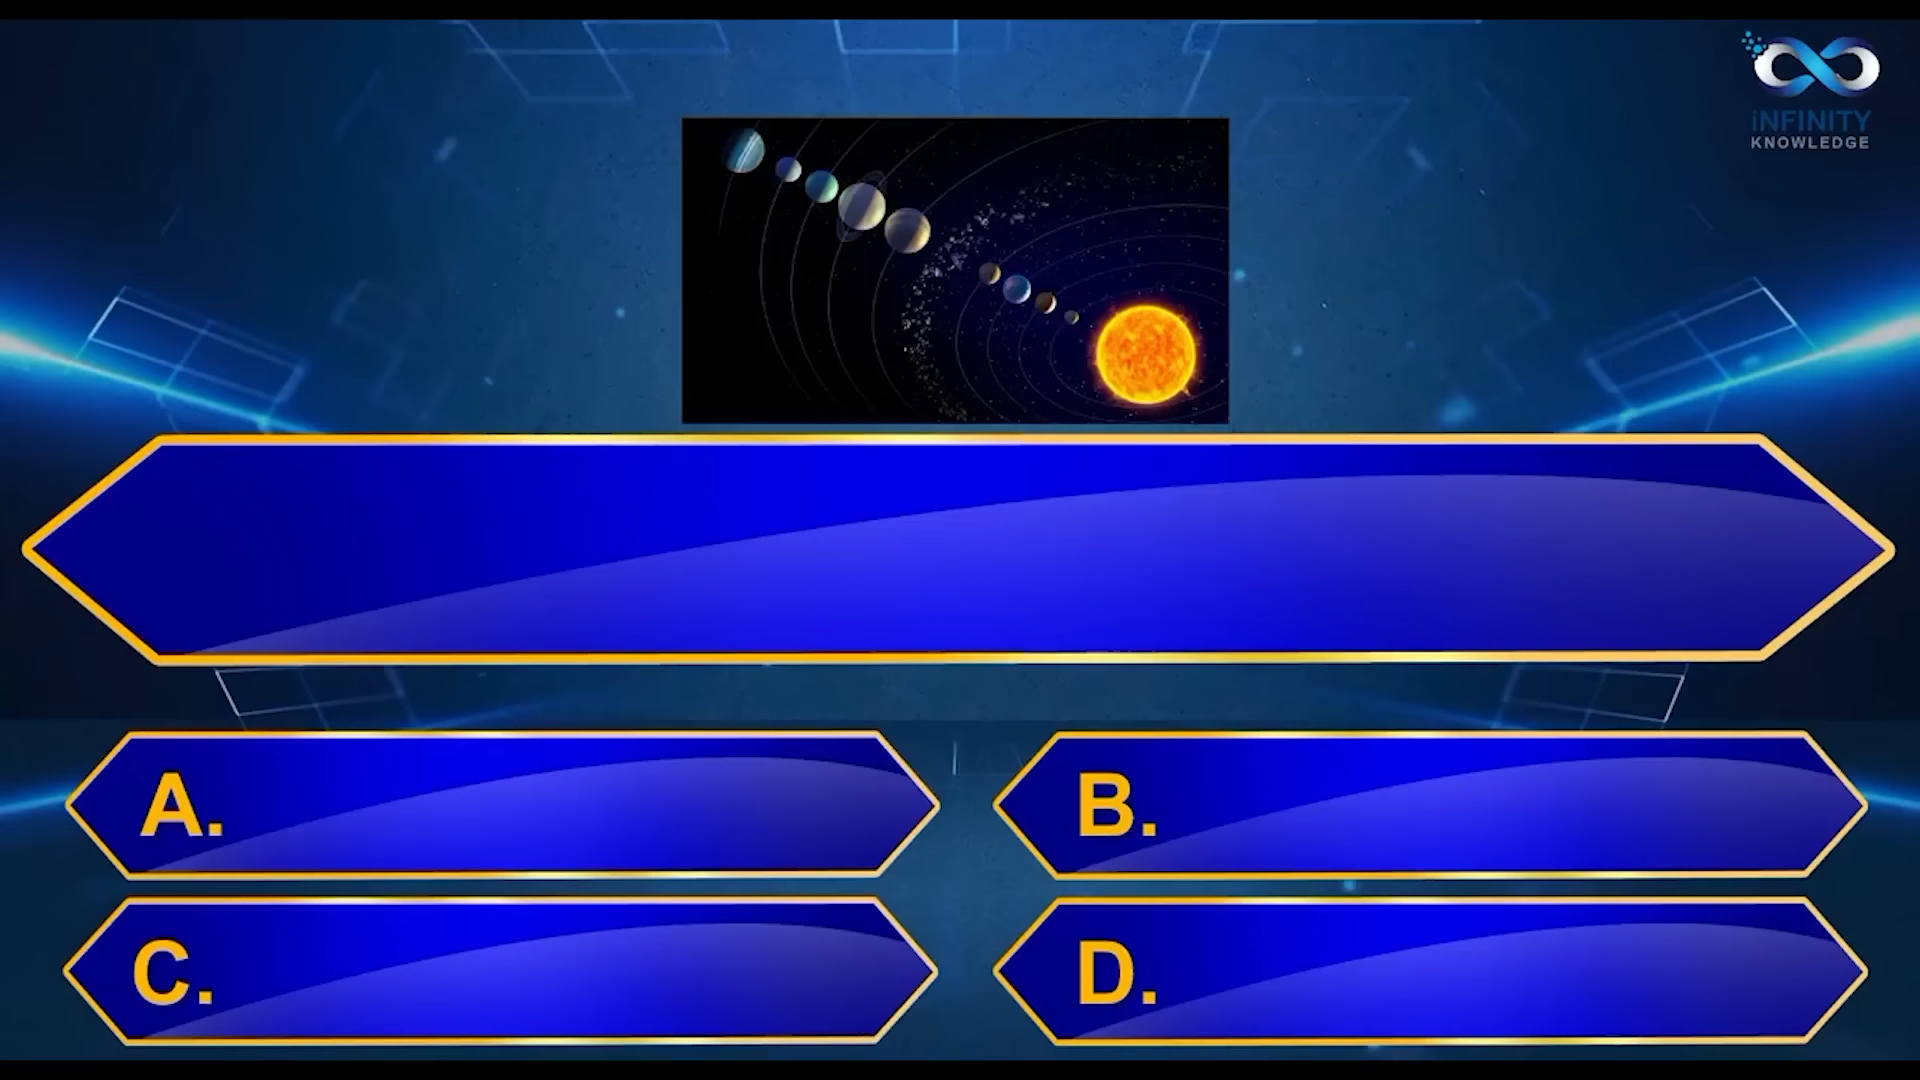 iNFINITY
KNOWLEDGE
A.
B.
C.
D.